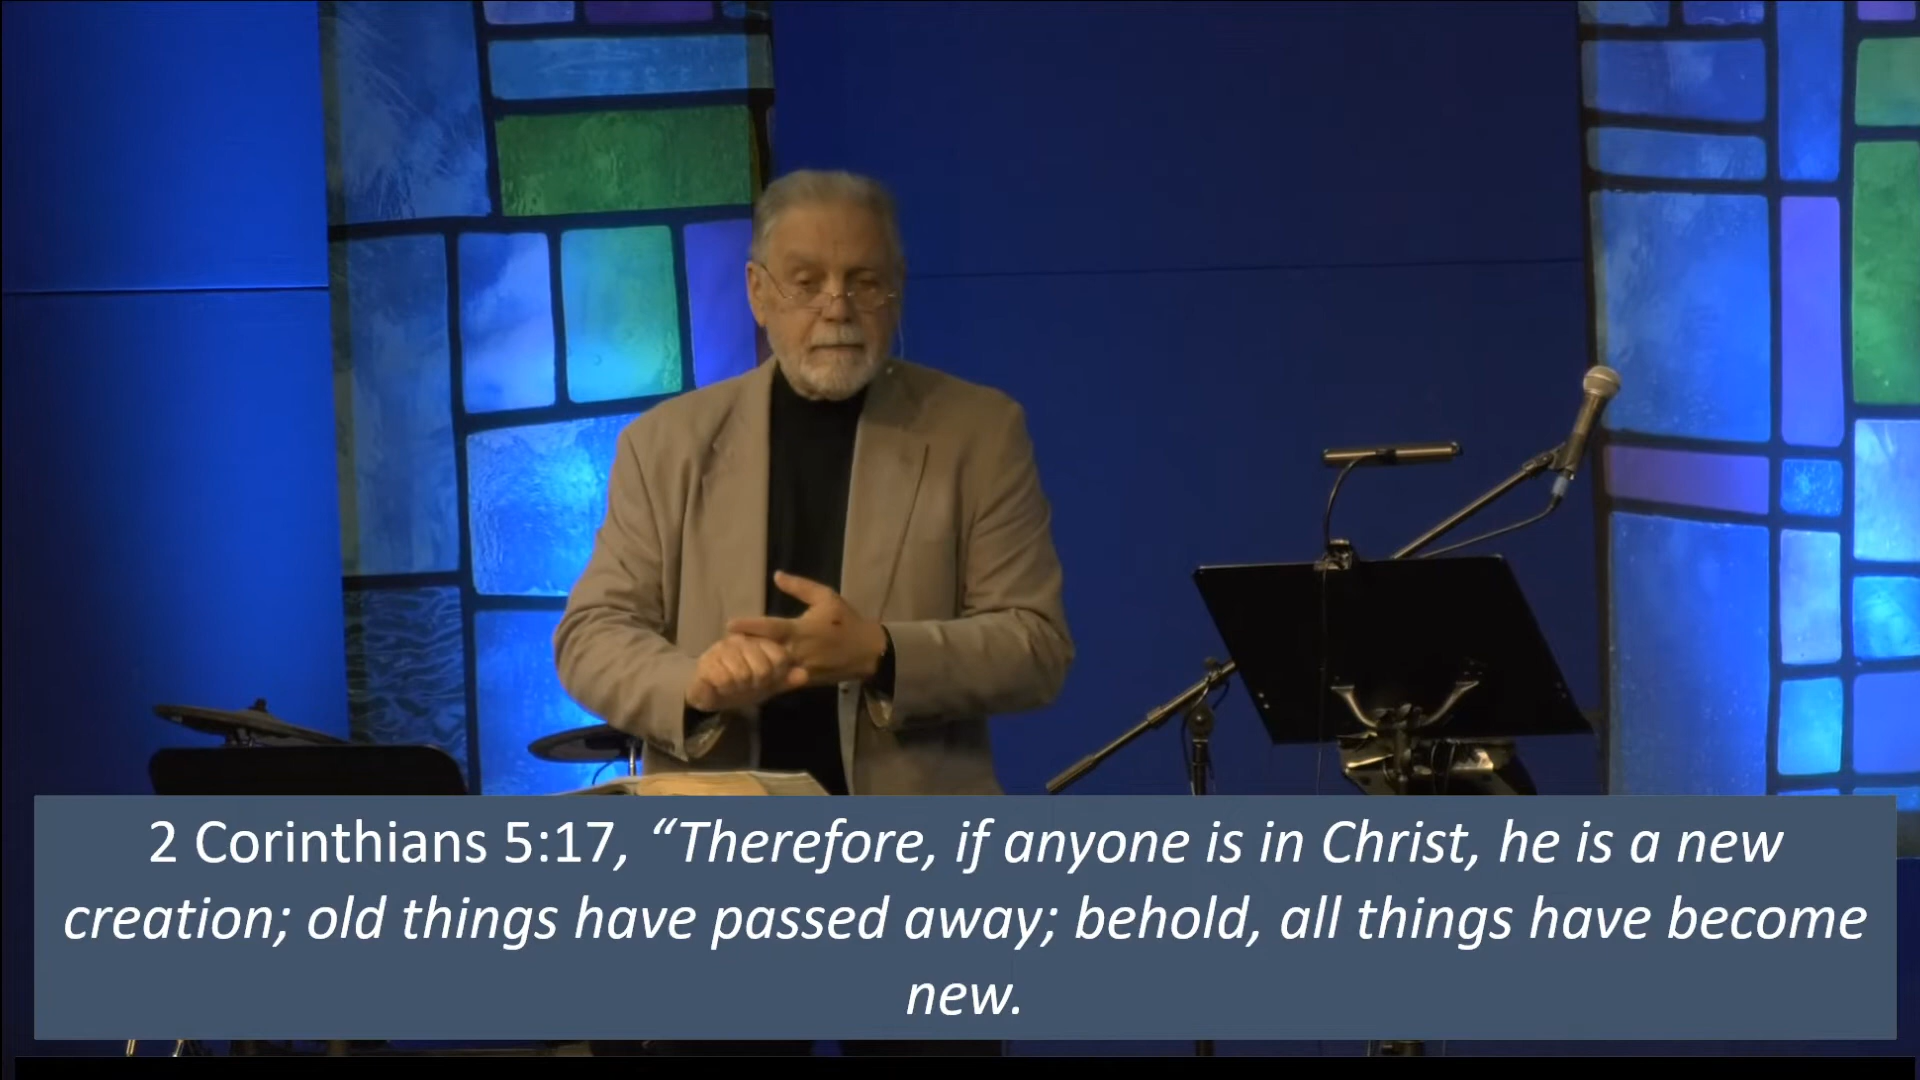 2 Corinthians 5:17, “Therefore, if anyone is in Christ, he is a new
creation; old things have passed away; behold, all things have become
new.